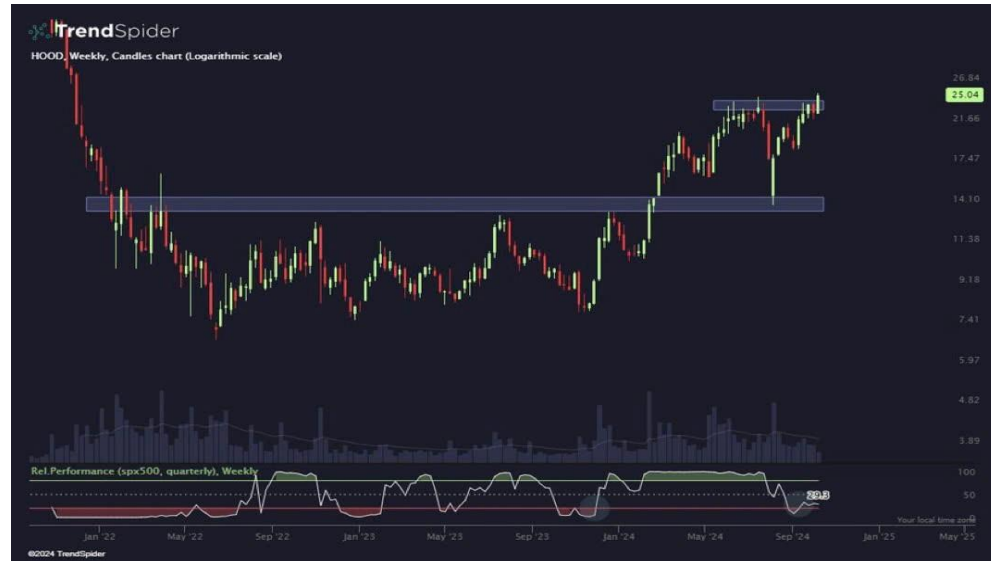 TrendSpider
HOOD, Weekly, Candles chart (Logarithmic scale)
26.84
25.04
21.66
17.47
14.10
11.38
9.18
7.41
5.97
4.82
3.89
Rel.Performance (spx500, quarterly), Weekly
100
50
29.3
0
Your local time zone
Jan '22
May '22
Sep '22
Jan '23
May '23
Sep '23
Jan '24
May '24
Sep '24
Jan '25
May '25
©2024 TrendSpider